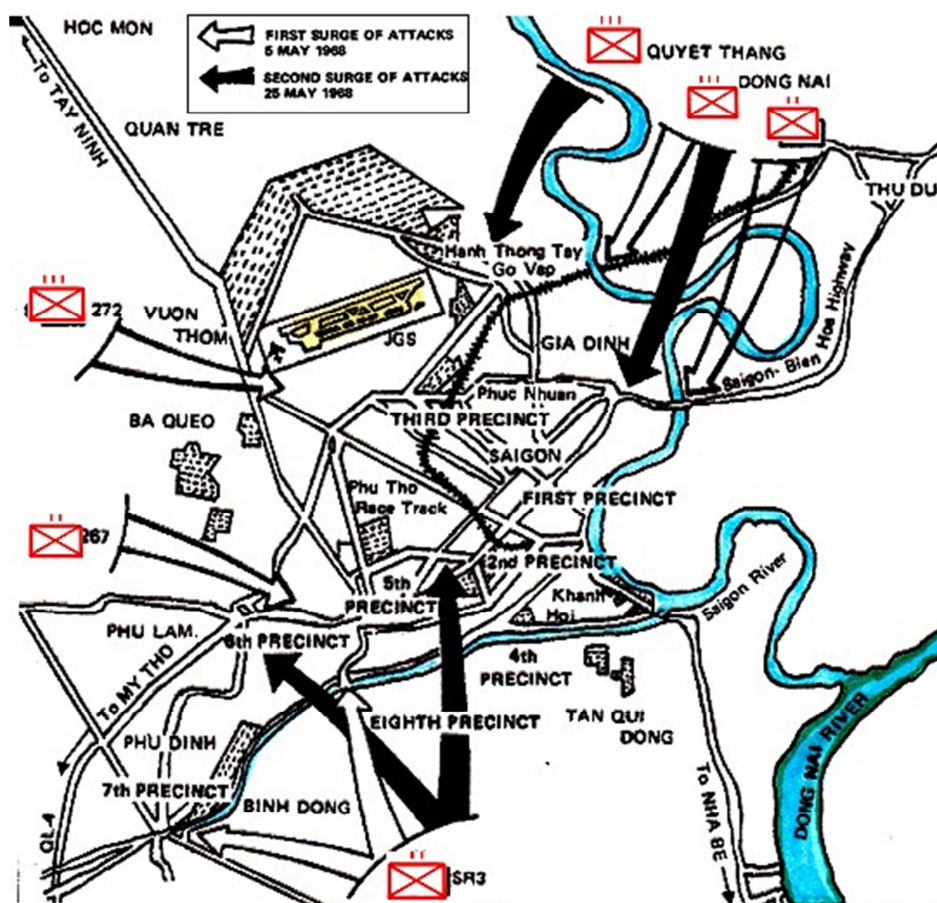 HOC MON
FIRST SURGE OF ATTACKS
5 MAY 1968
SECOND SURGE OF ATTACKS
25 MAY 1968
QUYET THANG
DONG NAI
To TAY NINH
QUAN TRE
THU DU
Hanh Thong Tay
Go Vap
272
VUON
THOM
JGS
GIA DINH
Saigon- Bien Hoa Highway
Phuc Nhuan
BA QUEO
THIRD PRECINCT
SAIGON
Phu Tho
Race Track
FIRST PRECINCT
267
2nd PRECINCT
5th
PRECINCT
Khanh
Hoi
Saigon River
PHU LAM.
6th PRECINCT
4th
PRECINCT
To MY THO
EIGHTH PRECINCT
TAN QUI
DONG
PHU DINH
7th PRECINCT
BINH DONG
DONG NAI RIVER
QL 4
To NHA BE
SR3